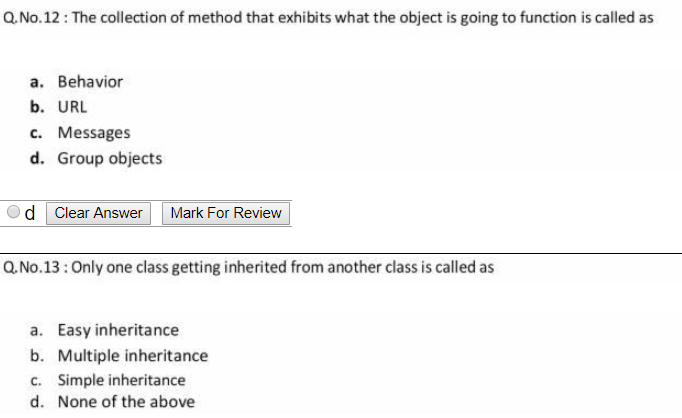 Q.No.12 : The collection of method that exhibits what the object is going to function is called as
a. Behavior
b. URL
c. Messages
d. Group objects
d Clear Answer Mark For Review
Q.No.13 : Only one class getting inherited from another class is called as
a. Easy inheritance
b. Multiple inheritance
c. Simple inheritance
d. None of the above